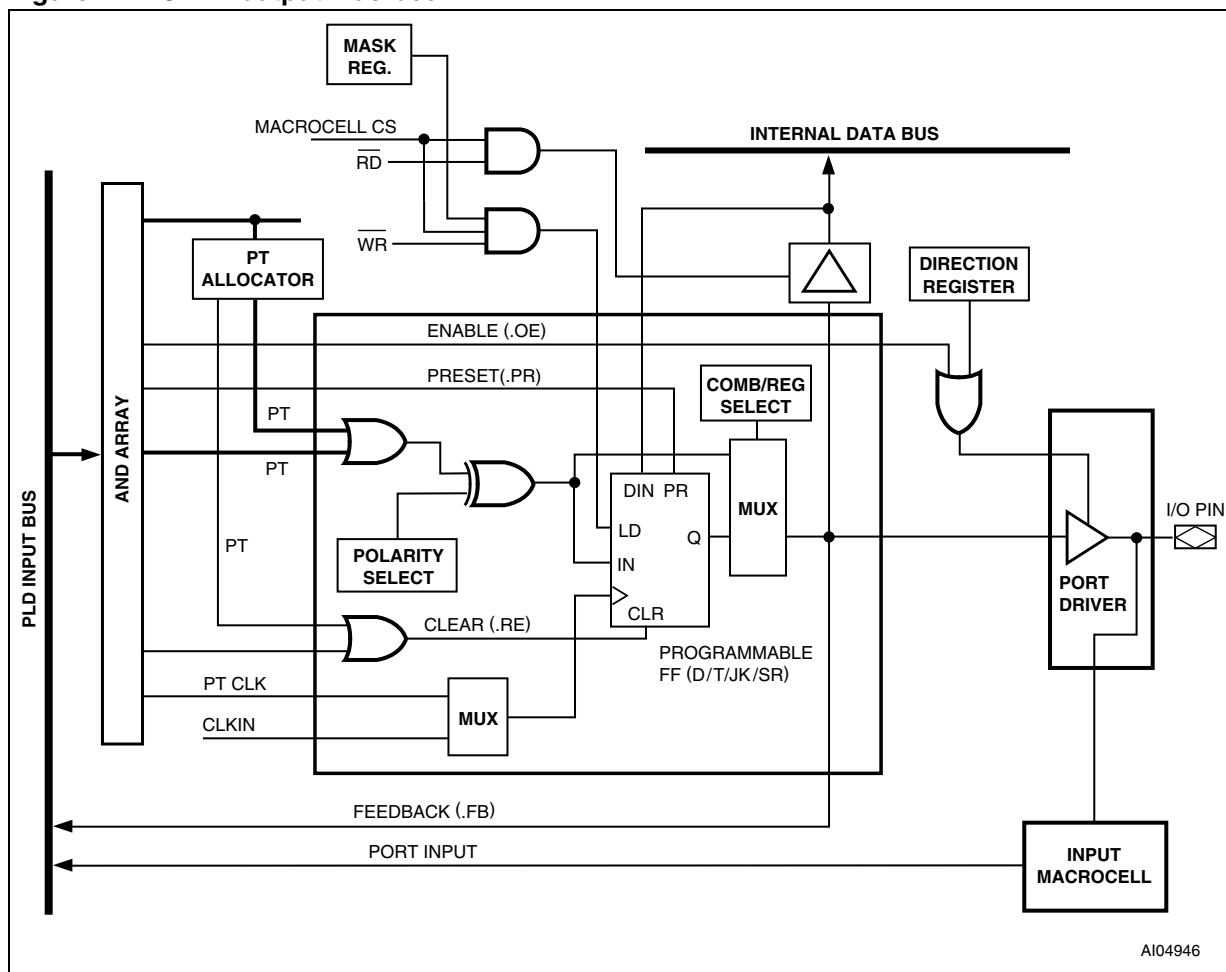 MASK
REG.
MACROCELL CS
RD
WR
INTERNAL DATA BUS
PT
ALLOCATOR
DIRECTION
REGISTER
ENABLE (.OE)
PRESET(.PR)
COMB/REG
SELECT
PT
PT
PT
AND ARRAY
PLD INPUT BUS
DIN PR
LD
IN
Q
CLR
MUX
POLARITY
SELECT
CLEAR (.RE)
PROGRAMMABLE
FF (D/T/JK/SR)
PT CLK
CLKIN
MUX
I/O PIN
PORT
DRIVER
FEEDBACK (.FB)
PORT INPUT
INPUT
MACROCELL
AI04946